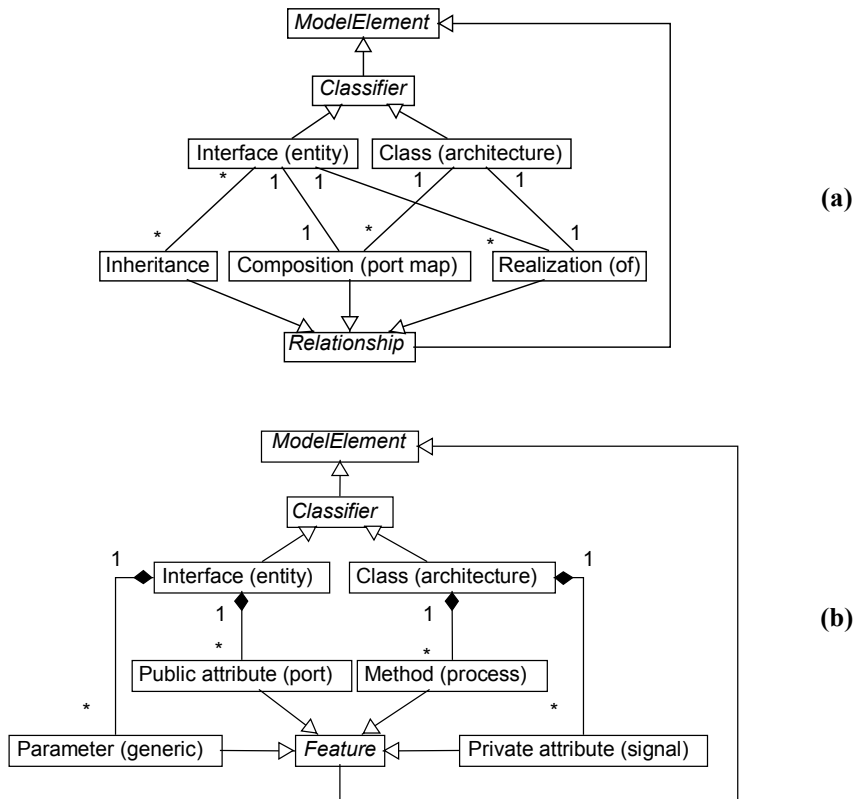 ModelElement
Classifier
Interface (entity)
Class (architecture)
*
1
1
1
1
(a)
*
1
*
*
1
Inheritance
Composition (port map)
Realization (of)
Relationship
ModelElement
Classifier
1
1
Interface (entity)
Class (architecture)
1
1
(b)
*
*
Public attribute (port)
Method (process)
*
*
Parameter (generic)
Feature
Private attribute (signal)